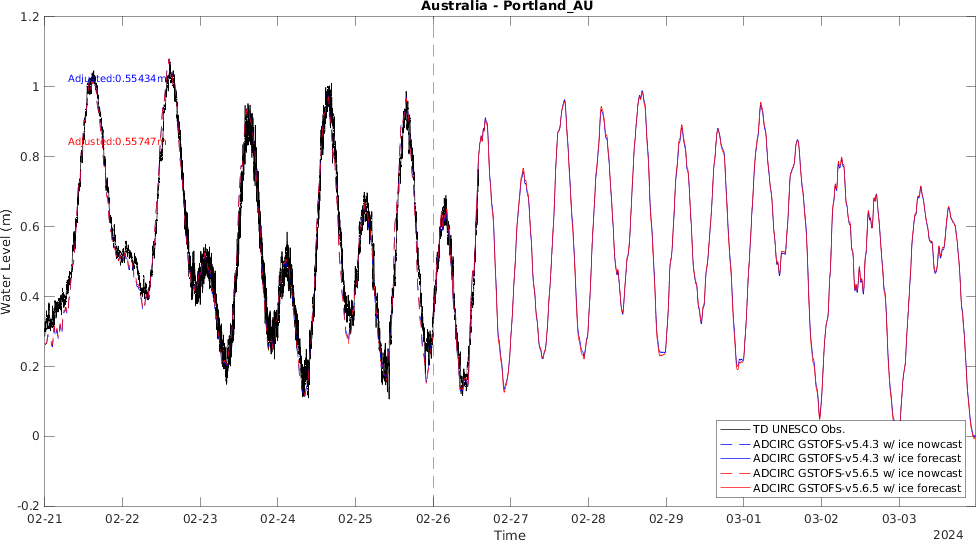 Australia - Portland_AU
1.2
1
0.8
0.6
0.4
0.2
0
-0.2
Water Level (m)
Adjusted:0.55434m
Adjusted:0.55747m
TD UNESCO Obs.
ADCIRC GSTOFS-v5.4.3 w/ ice nowcast
ADCIRC GSTOFS-v5.4.3 w/ ice forecast
ADCIRC GSTOFS-v5.6.5 w/ ice nowcast
ADCIRC GSTOFS-v5.6.5 w/ ice forecast
02-21 02-22 02-23 02-24 02-25 02-26 02-27 02-28 02-29 03-01 03-02 03-03
Time
2024